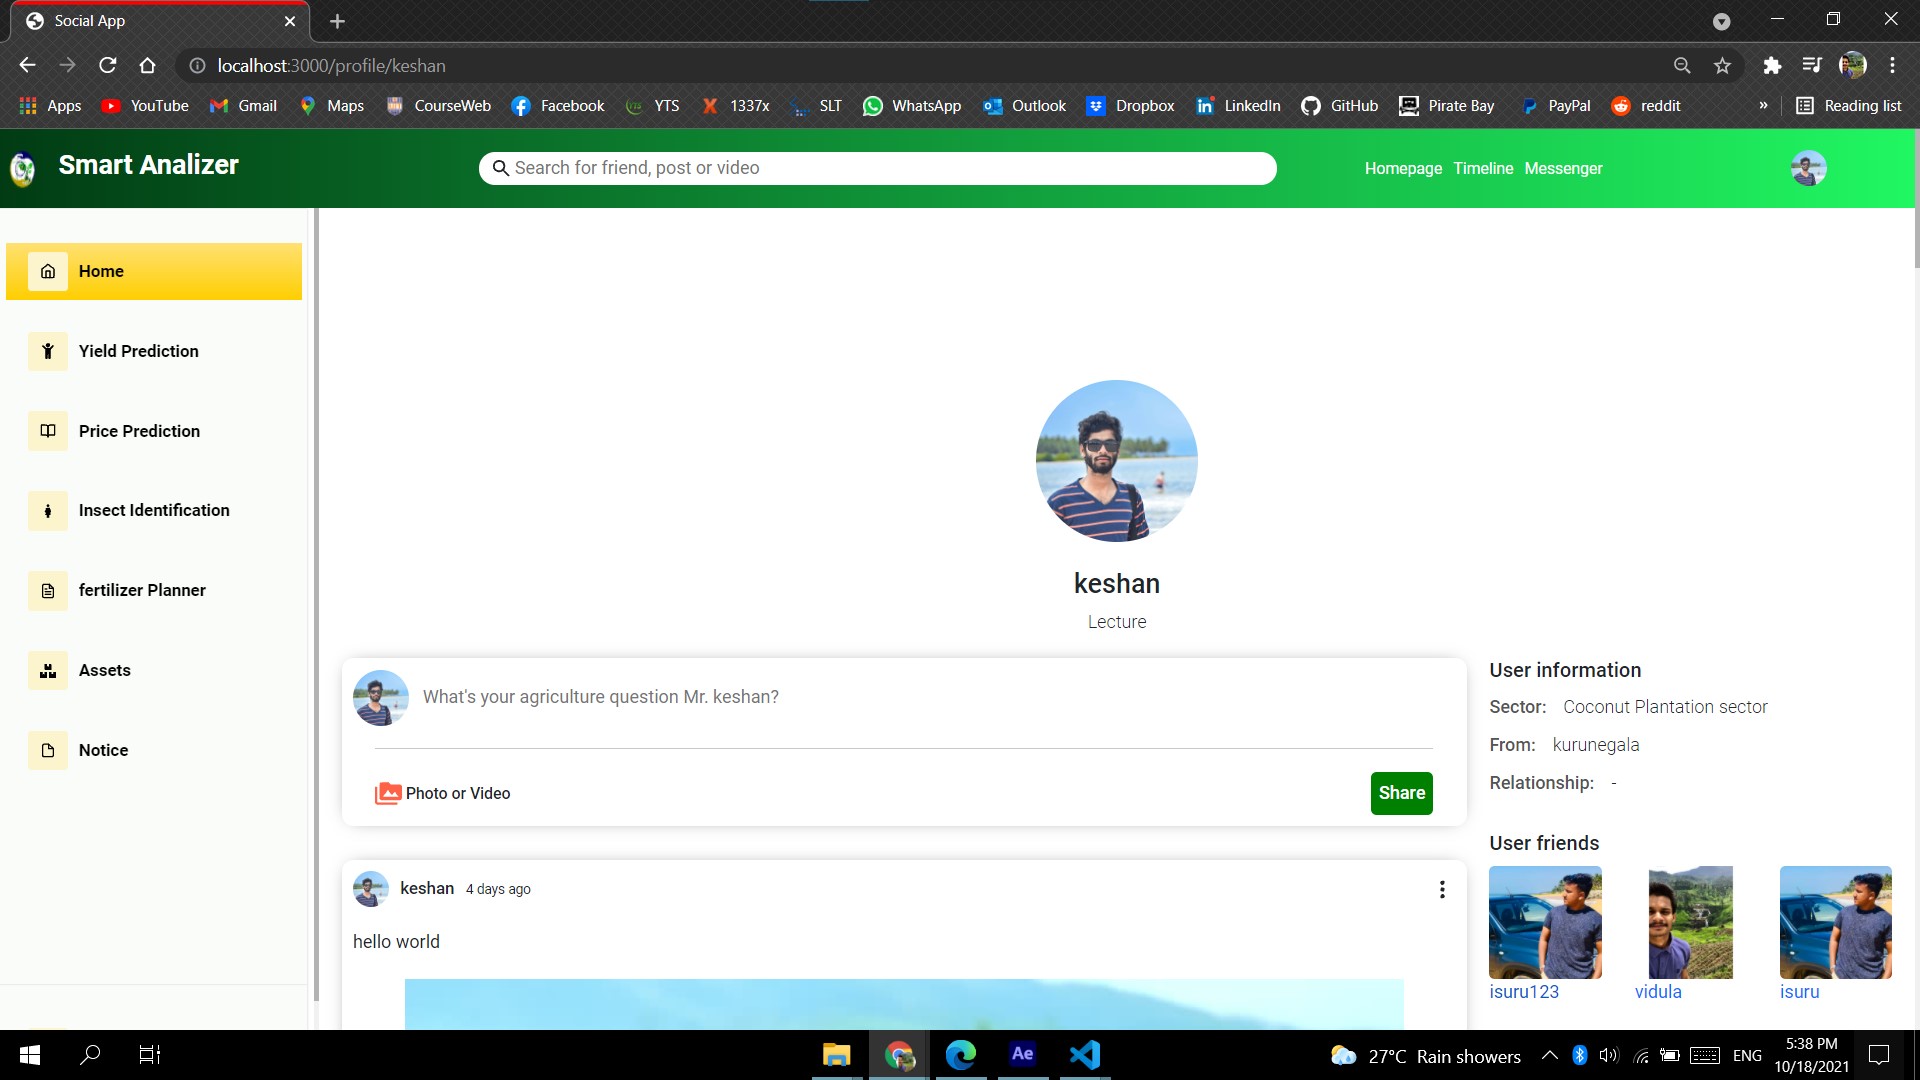 Social App
localhost:3000/profile/keshan
Apps YouTube Gmail Maps CourseWeb Facebook YTS 1337x SLT WhatsApp Outlook Dropbox LinkedIn GitHub Pirate Bay PayPal reddit » Reading list
Smart Analizer
Search for friend, post or video
Homepage Timeline Messenger
Home
Yield Prediction
Price Prediction
Insect Identification
fertilizer Planner
Assets
Notice
keshan
Lecture
What's your agriculture question Mr. keshan?
Photo or Video
Share
keshan 4 days ago
hello world
User information
Sector: Coconut Plantation sector
From: kurunegala
Relationship: -
User friends
isuru123 vidula isuru
Ae
27°C Rain showers
ENG
5:38 PM
10/18/2021